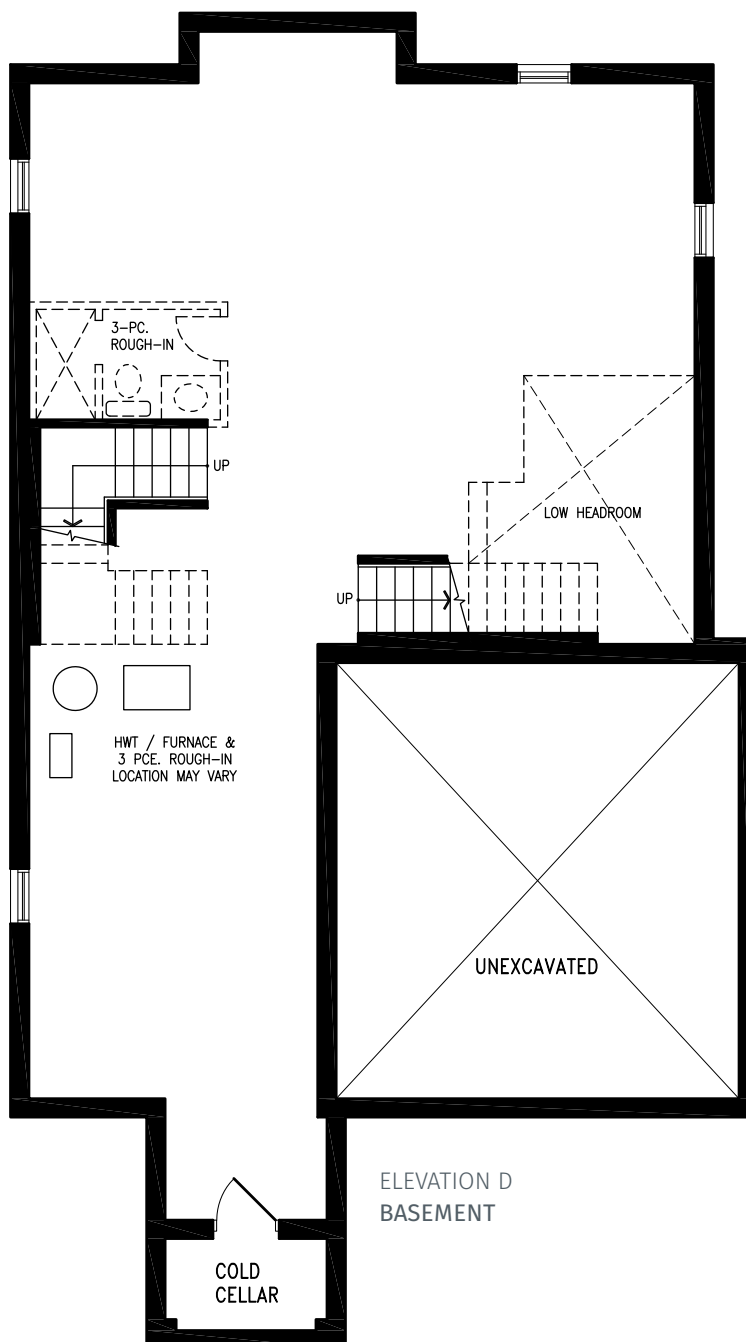 3-PC.
ROUGH-IN
UP
LOW HEADROOM
UP
HWT / FURNACE &
3 PCE. ROUGH-IN
LOCATION MAY VARY
UNEXCAVATED
ELEVATION D
BASEMENT
COLD
CELLAR